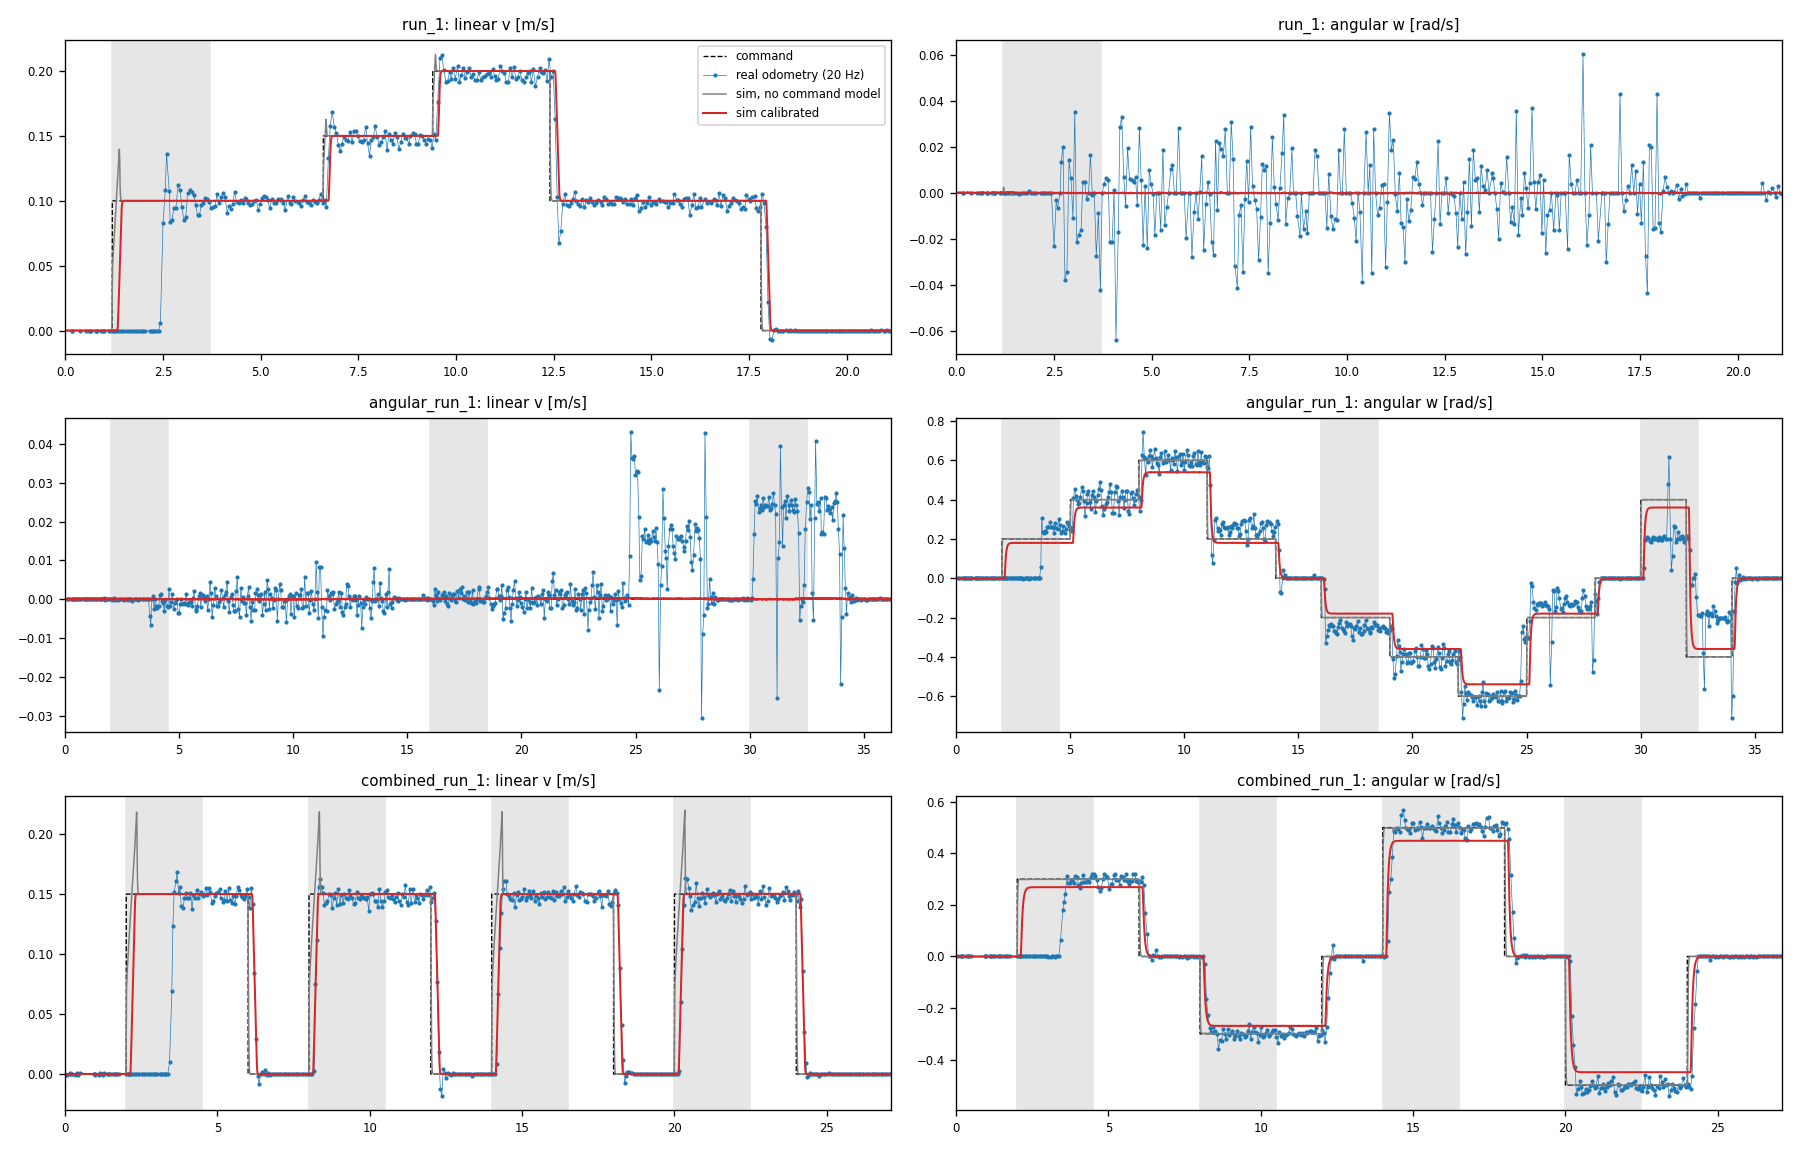 run_1: linear v [m/s]
run_1: angular w [rad/s]
command
real odometry (20 Hz)
sim, no command model
sim calibrated
0.20
0.15
0.10
0.05
0.00
0.0 2.5 5.0 7.5 10.0 12.5 15.0 17.5 20.0
0.06
0.04
0.02
0.00
−0.02
−0.04
−0.06
0.0 2.5 5.0 7.5 10.0 12.5 15.0 17.5 20.0
angular_run_1: linear v [m/s]
angular_run_1: angular w [rad/s]
0.04
0.03
0.02
0.01
0.00
−0.01
−0.02
−0.03
0 5 10 15 20 25 30 35
0.8
0.6
0.4
0.2
0.0
−0.2
−0.4
−0.6
0 5 10 15 20 25 30 35
combined_run_1: linear v [m/s]
combined_run_1: angular w [rad/s]
0.20
0.15
0.10
0.05
0.00
0 5 10 15 20 25
0.6
0.4
0.2
0.0
−0.2
−0.4
0 5 10 15 20 25